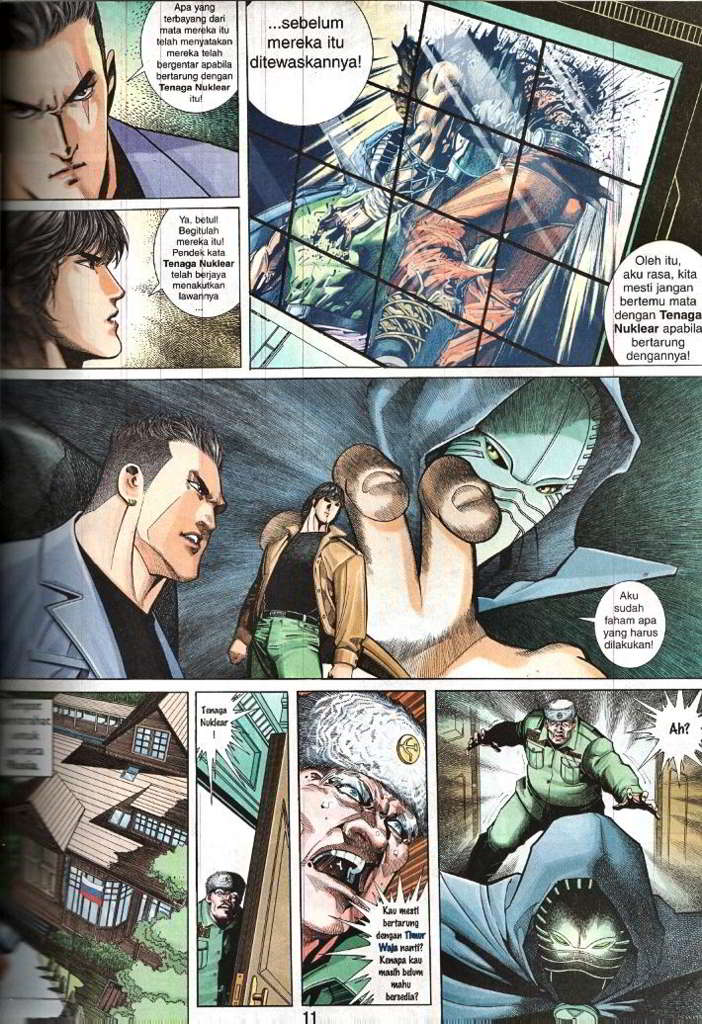 Apa yang
terbayang dari
mata mereka itu
telah menyatakan
mereka telah
bergentar apabila
bertarung dengan
Tenaga Nuklear
itu!
...sebelum
mereka itu
ditewaskannya!
Ya, betul!
Begitulah
mereka itu!
Pendek kata
Tenaga Nuklear
telah berjaya
menakutkan
lawannya
...
Oleh itu,
aku rasa, kita
mesti jangan
bertemu mata
dengan Tenaga
Nuklear apabila
bertarung
dengannya!
Aku
sudah
faham apa
yang harus
dilakukan!
Tenaga
Nuklear
!
Kau mesti
bertarung
dengan Timur
Waja nanti?
Kenapa kau
masih belum
mahu
bersedia?
Ah?
11